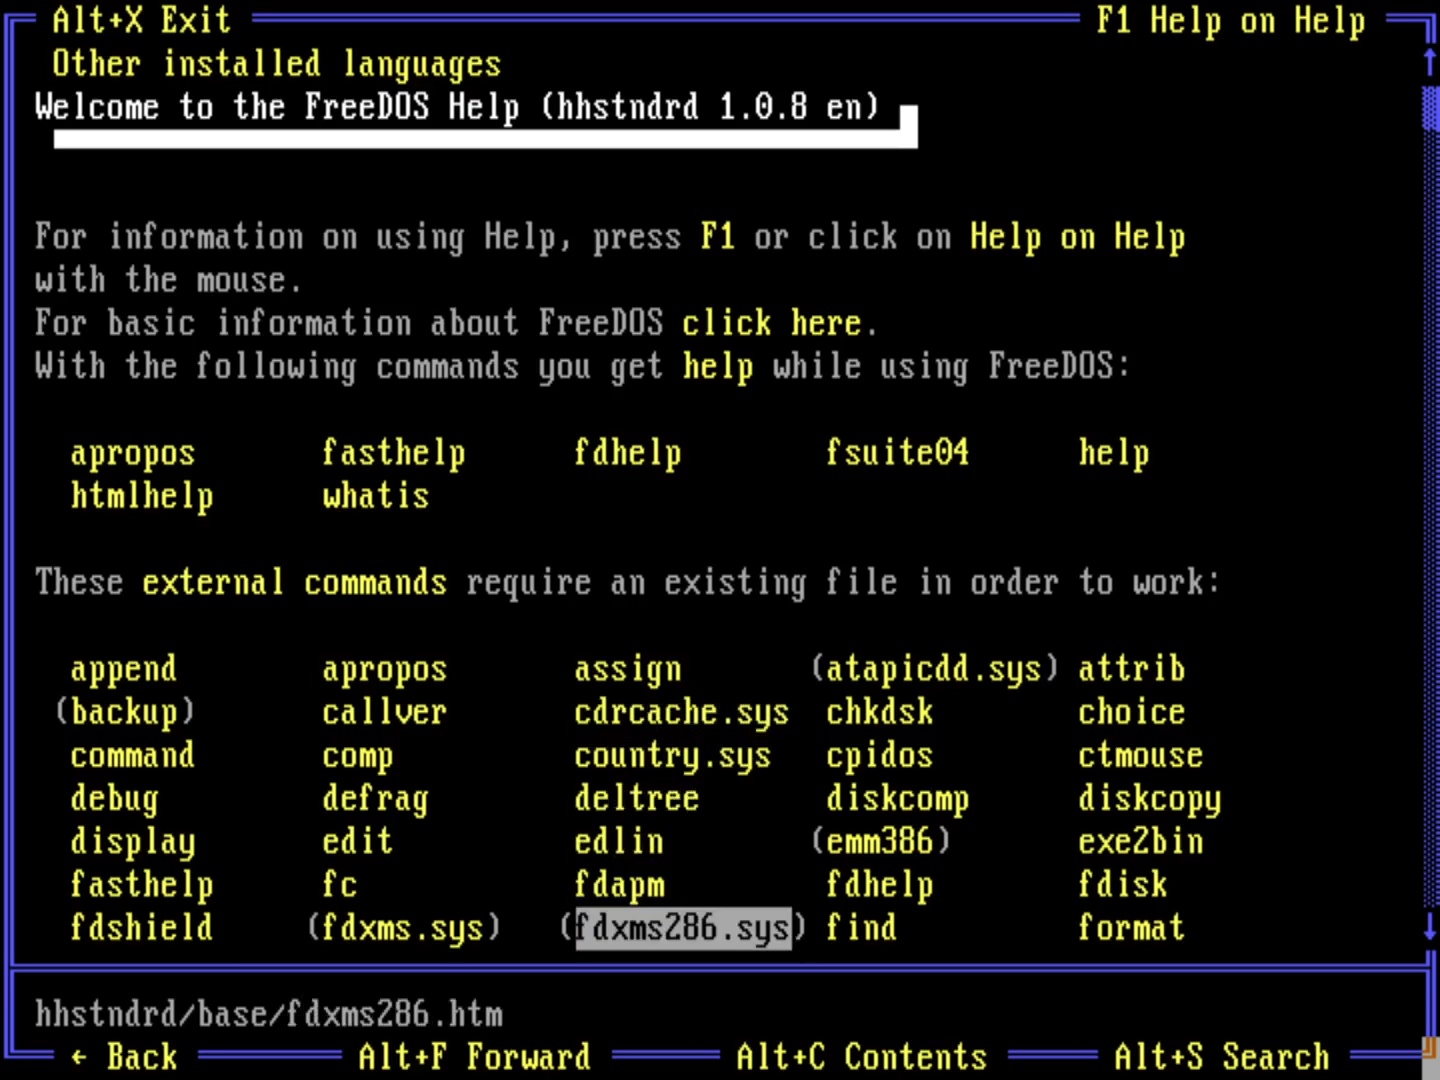 Alt+X Exit F1 Help on Help
Other installed languages
Welcome to the FreeDOS Help (hhstndrd 1.0.8 en)
For information on using Help, press F1 or click on Help on Help
with the mouse.
For basic information about FreeDOS click here.
With the following commands you get help while using FreeDOS:
apropos fasthelp fdhelp fsuite04 help
htmlhelp whatis
These external commands require an existing file in order to work:
append apropos assign (atapicdd.sys) attrib
(backup) callver cdrcache.sys chkdsk choice
command comp country.sys cpidos ctmouse
debug defrag deltree diskcomp diskcopy
display edit edlin (emm386) exe2bin
fasthelp fc fdapm fdhelp fdisk
fdshield (fdxms.sys) (fdxms286.sys) find format
hhstndrd/base/fdxms286.htm
← Back Alt+F Forward Alt+C Contents Alt+S Search